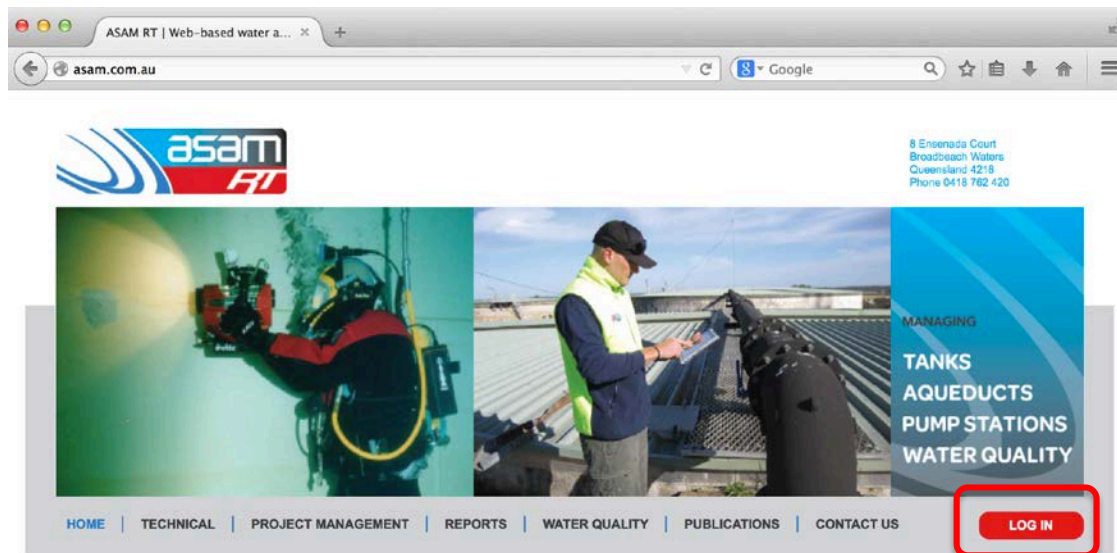 ASAM RT | Web-based water a...
asam.com.au
Google
asam
RT
8 Ensenada Court
Broadbeach Waters
Queensland 4218
Phone 0418 762 420
MANAGING
TANKS
AQUEDUCTS
PUMP STATIONS
WATER QUALITY
HOME | TECHNICAL | PROJECT MANAGEMENT | REPORTS | WATER QUALITY | PUBLICATIONS | CONTACT US
LOG IN